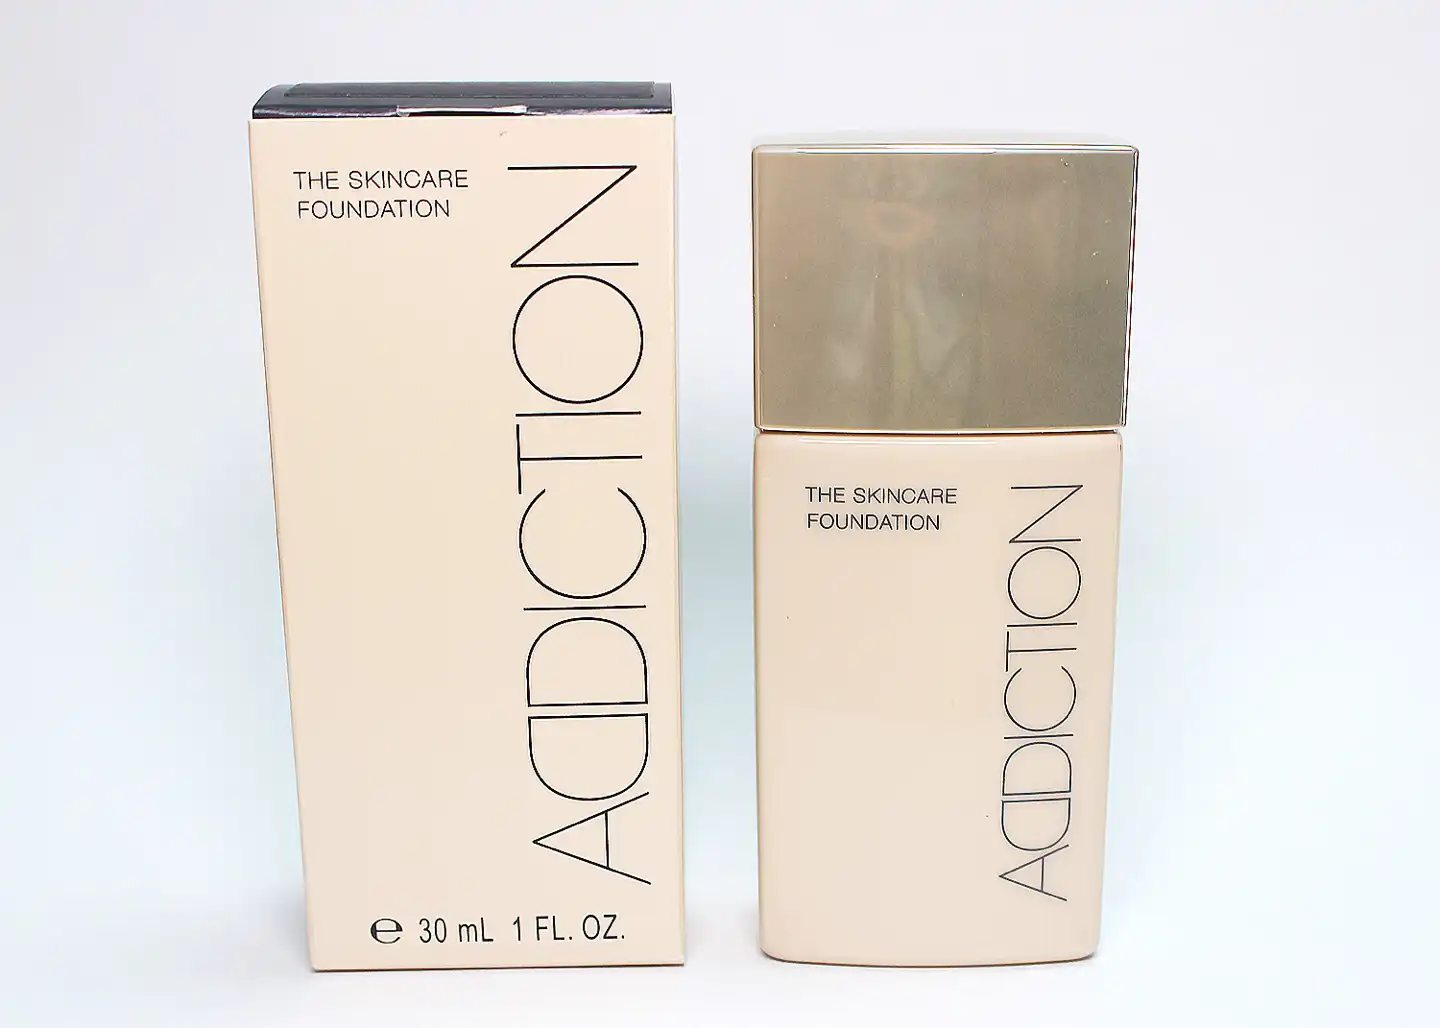 THE SKINCARE
FOUNDATION
ADDICTION
℮ 30 mL 1 FL. OZ.
THE SKINCARE
FOUNDATION
ADDICTION